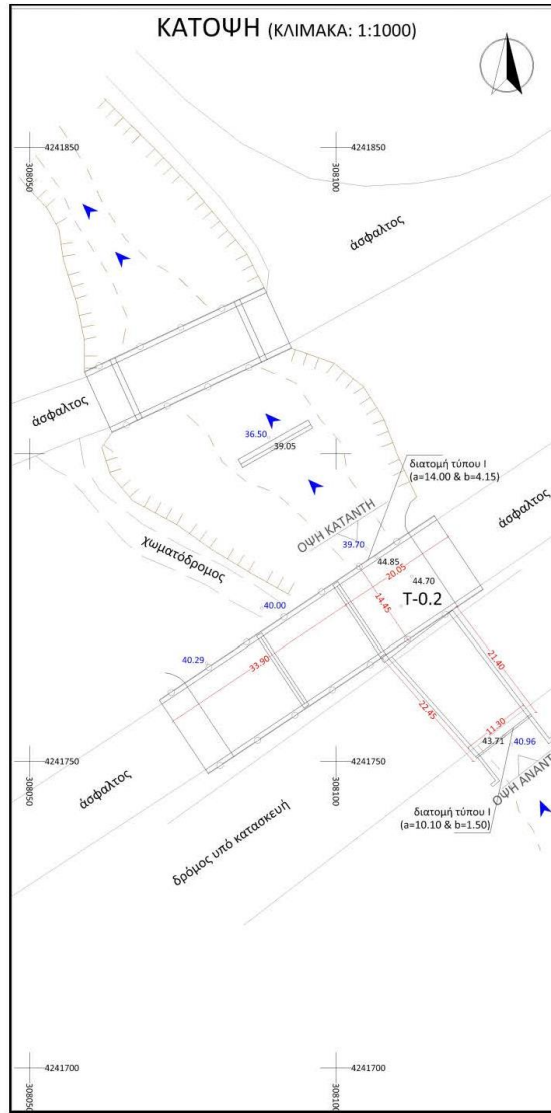 ΚΑΤΟΨΗ (ΚΛΙΜΑΚΑ: 1:1000)
4241850
4241850
308050
308100
άσφαλτος
άσφαλτος
36.50
39.05
διατομή τύπου Ι
(a=14.00 & b=4.15)
άσφαλτος
ΟΨΗ ΚΑΤΑΝΤΗ
39.70
χωματόδρομος
44.85
20.05
44.70
Τ-0.2
14.45
40.00
40.29
33.90
21.40
22.45
11.30
43.71
40.96
ΟΨΗ ΑΝΑΝΤ
4241750
4241750
308050
308100
άσφαλτος
διατομή τύπου Ι
(a=10.10 & b=1.50)
δρόμος υπό κατασκευή
4241700
4241700
308050
308100